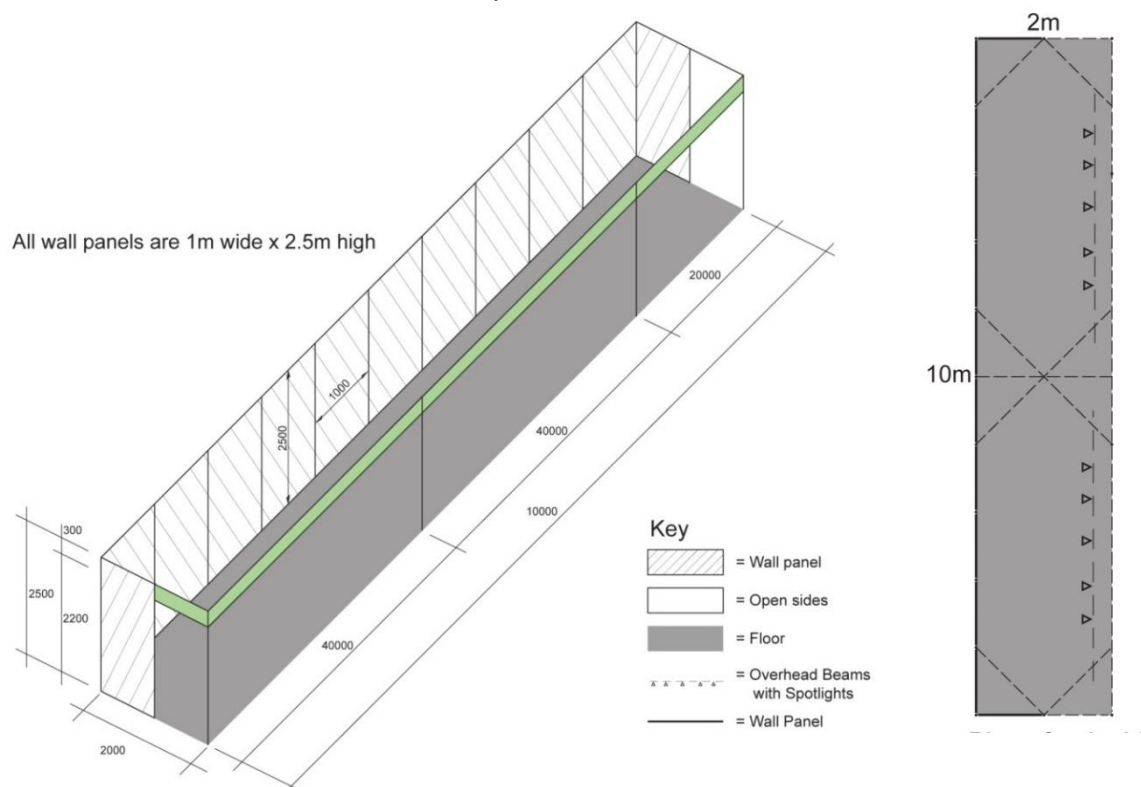 2m
All wall panels are 1m wide x 2.5m high
20000
1000
2500
10m
40000
10000
300
2500
2200
40000
2000
Key
= Wall panel
= Open sides
= Floor
= Overhead Beams
with Spotlights
= Wall Panel